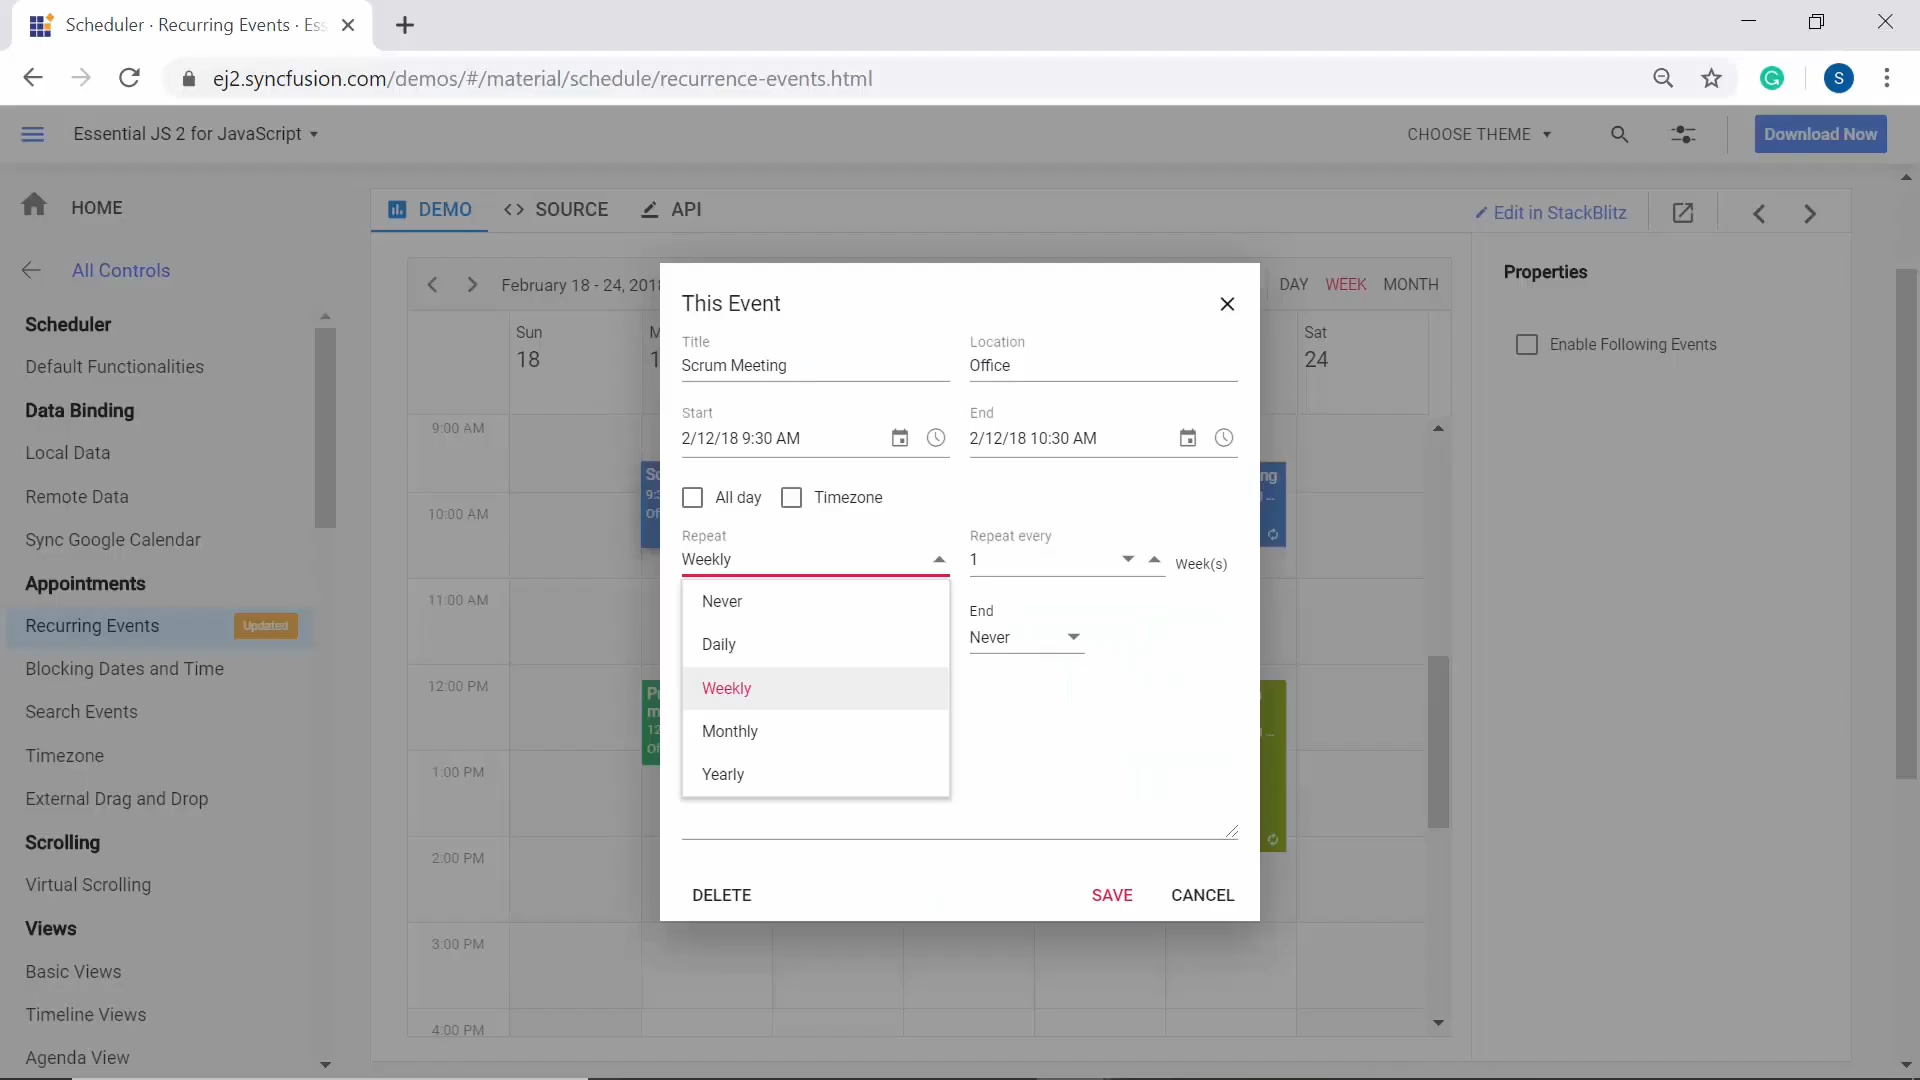 Scheduler · Recurring Events · Ess
ej2.syncfusion.com/demos/#/material/schedule/recurrence-events.html
S
Essential JS 2 for JavaScript
CHOOSE THEME
Download Now
HOME
All Controls
Scheduler
Default Functionalities
Data Binding
Local Data
Remote Data
Sync Google Calendar
Appointments
Recurring Events
Updated
Blocking Dates and Time
Search Events
Timezone
External Drag and Drop
Scrolling
Virtual Scrolling
Views
Basic Views
Timeline Views
Agenda View
DEMO
SOURCE
API
Edit in StackBlitz
February 18 - 24, 2018
DAY
WEEK
MONTH
Sun
18
Sat
24
9:00 AM
10:00 AM
11:00 AM
12:00 PM
1:00 PM
2:00 PM
3:00 PM
4:00 PM
This Event
Title
Scrum Meeting
Location
Office
Start
2/12/18 9:30 AM
End
2/12/18 10:30 AM
All day
Timezone
Repeat
Weekly
Repeat every
1
Week(s)
Never
Daily
Weekly
Monthly
Yearly
End
Never
DELETE
SAVE
CANCEL
Properties
Enable Following Events